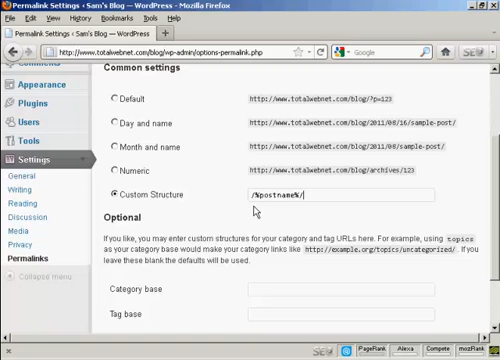 Permalink Settings ‹ Sam's Blog — WordPress - Mozilla Firefox
File Edit View History Bookmarks Tools Help
Permalink Settings ‹ Sam's Blog — WordPress
http://www.totalwebnet.com/blog/wp-admin/options-permalink.php
Google
Comments
Appearance
Plugins
Users
Tools
Settings
General
Writing
Reading
Discussion
Media
Privacy
Permalinks
Collapse menu
Common settings
Default http://www.totalwebnet.com/blog/?p=123
Day and name http://www.totalwebnet.com/blog/2011/08/16/sample-post/
Month and name http://www.totalwebnet.com/blog/2011/08/sample-post/
Numeric http://www.totalwebnet.com/blog/archives/123
Custom Structure /%postname%/
Optional
If you like, you may enter custom structures for your category and tag URLs here. For example, using topics
as your category base would make your category links like http://example.org/topics/uncategorized/. If
you leave these blank the defaults will be used.
Category base
Tag base
SEO PageRank Alexa Compete mozRank